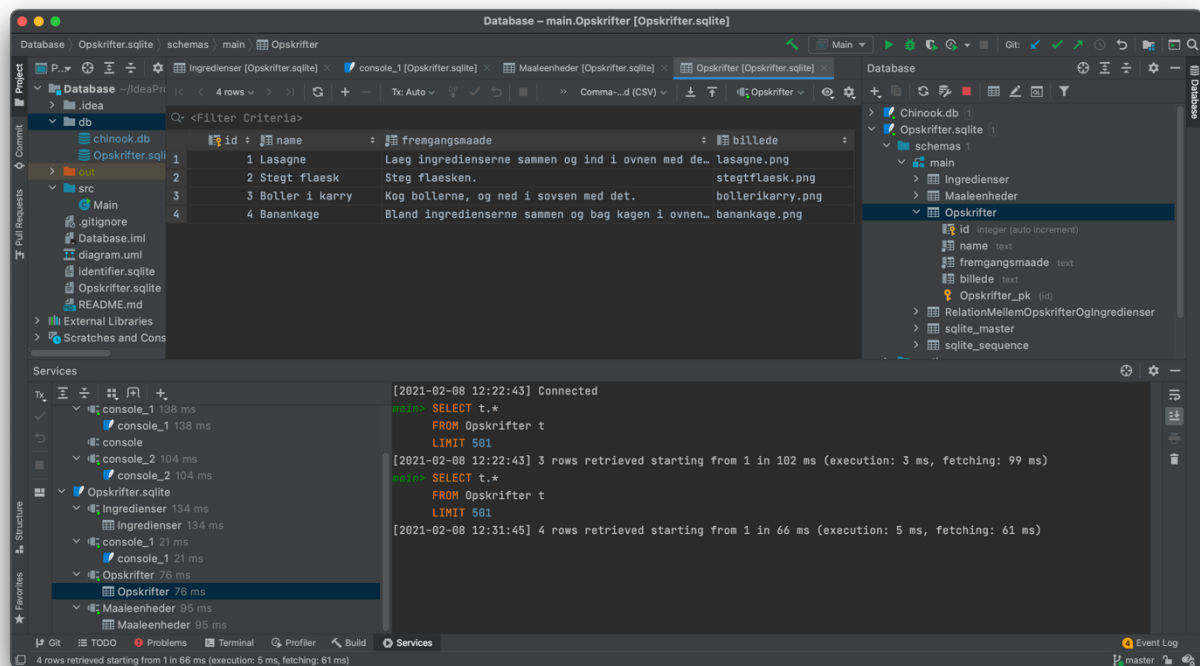 Database – main.Opskrifter [Opskrifter.sqlite]
Database Opskrifter.sqlite schemas main Opskrifter
Main Git:
Project
Commit
Pull Requests
Structure
Favorites
P...
Database ~/IdeaPro
.idea
db
chinook.db
Opskrifter.sqli
out
src
Main
.gitignore
Database.iml
diagram.uml
identifier.sqlite
Opskrifter.sqlite
README.md
External Libraries
Scratches and Cons
Ingredienser [Opskrifter.sqlite] console_1 [Opskrifter.sqlite] Maaleenheder [Opskrifter.sqlite] Opskrifter [Opskrifter.sqlite]
4 rows Tx: Auto Comma-...d (CSV) Opskrifter
<Filter Criteria>
id name fremgangsmaade billede
1 1 Lasagne Laeg ingredienserne sammen og ind i ovnen med de… lasagne.png
2 2 Stegt flaesk Steg flaesken. stegtflaesk.png
3 3 Boller i karry Kog bollerne, og ned i sovsen med det. bollerikarry.png
4 4 Banankage Bland ingredienserne sammen og bag kagen i ovnen… banankage.png
Database
Database
Chinook.db 1
Opskrifter.sqlite 1
schemas 1
main
Ingredienser
Maaleenheder
Opskrifter
id integer (auto increment)
name text
fremgangsmaade text
billede text
Opskrifter_pk (id)
RelationMellemOpskrifterOgIngredienser
sqlite_master
sqlite_sequence
Services
Tx
console_1 138 ms
console_1 138 ms
console
console_2 104 ms
console_2 104 ms
Opskrifter.sqlite
Ingredienser 134 ms
Ingredienser 134 ms
console_1 21 ms
console_1 21 ms
Opskrifter 76 ms
Opskrifter 76 ms
Maaleenheder 95 ms
Maaleenheder 95 ms
[2021-02-08 12:22:43] Connected
main> SELECT t.*
FROM Opskrifter t
LIMIT 501
[2021-02-08 12:22:43] 3 rows retrieved starting from 1 in 102 ms (execution: 3 ms, fetching: 99 ms)
main> SELECT t.*
FROM Opskrifter t
LIMIT 501
[2021-02-08 12:31:45] 4 rows retrieved starting from 1 in 66 ms (execution: 5 ms, fetching: 61 ms)
Git TODO Problems Terminal Profiler Build Services 4 Event Log
4 rows retrieved starting from 1 in 66 ms (execution: 5 ms, fetching: 61 ms) master